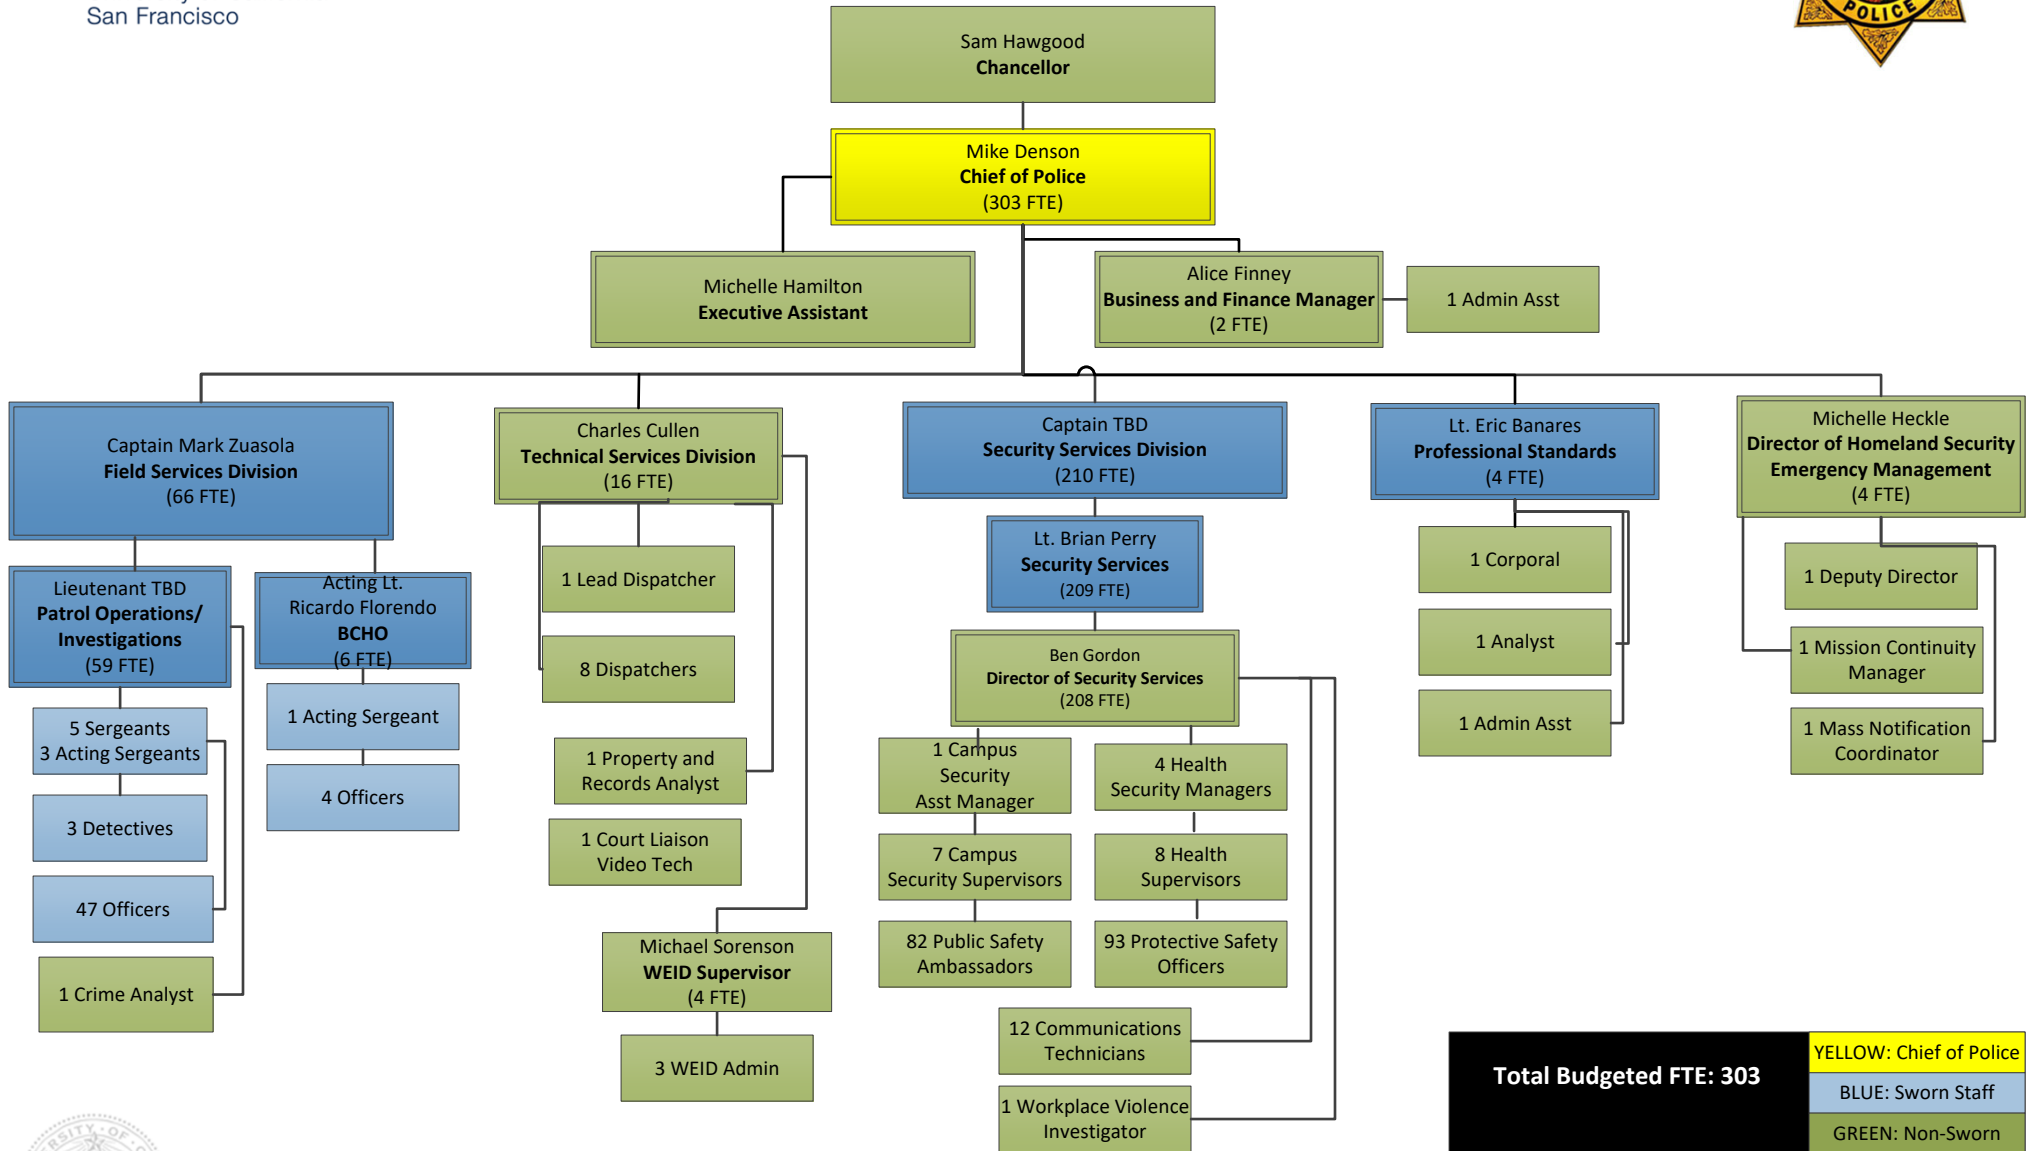 San Francisco
POLICE
Sam Hawgood
Chancellor
Mike Denson
Chief of Police
(303 FTE)
Michelle Hamilton
Executive Assistant
Alice Finney
Business and Finance Manager
(2 FTE)
1 Admin Asst
Captain Mark Zuasola
Field Services Division
(66 FTE)
Charles Cullen
Technical Services Division
(16 FTE)
Captain TBD
Security Services Division
(210 FTE)
Lt. Eric Banares
Professional Standards
(4 FTE)
Michelle Heckle
Director of Homeland Security
Emergency Management
(4 FTE)
Lieutenant TBD
Patrol Operations/
Investigations
(59 FTE)
Acting Lt.
Ricardo Florendo
BCHO
(6 FTE)
5 Sergeants
3 Acting Sergeants
3 Detectives
47 Officers
1 Crime Analyst
1 Acting Sergeant
4 Officers
1 Lead Dispatcher
8 Dispatchers
1 Property and
Records Analyst
1 Court Liaison
Video Tech
Michael Sorenson
WEID Supervisor
(4 FTE)
3 WEID Admin
Lt. Brian Perry
Security Services
(209 FTE)
Ben Gordon
Director of Security Services
(208 FTE)
1 Campus
Security
Asst Manager
7 Campus
Security Supervisors
82 Public Safety
Ambassadors
4 Health
Security Managers
8 Health
Supervisors
93 Protective Safety
Officers
12 Communications
Technicians
1 Workplace Violence
Investigator
1 Corporal
1 Analyst
1 Admin Asst
1 Deputy Director
1 Mission Continuity
Manager
1 Mass Notification
Coordinator
Total Budgeted FTE: 303
YELLOW: Chief of Police
BLUE: Sworn Staff
GREEN: Non-Sworn